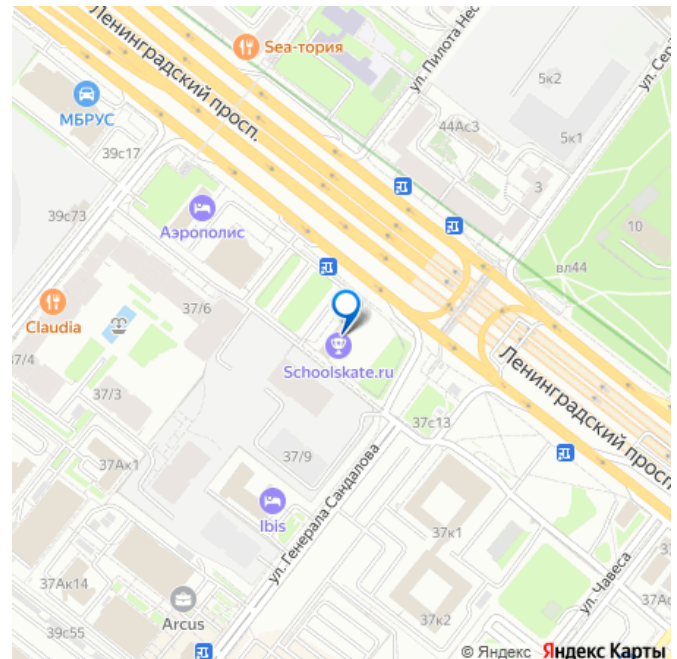 Ленинградский просп.
Sea-тория
ул. Пилота Нес
ул. Сера
5к2
МБРУС
44Ас3
5к1
39с17
3
39с73
Аэрополис
10
вл44
Claudia
37/6
37/4
Schoolskate.ru
Ленинградский просп.
37/3
37с13
37Ак1
37/9
ул. Генерала Сандалова
Ibis
37к1
ул. Чавеса
37Ак14
37Ас
Arcus
37к2
39с55
© Яндекс Яндекс Карты